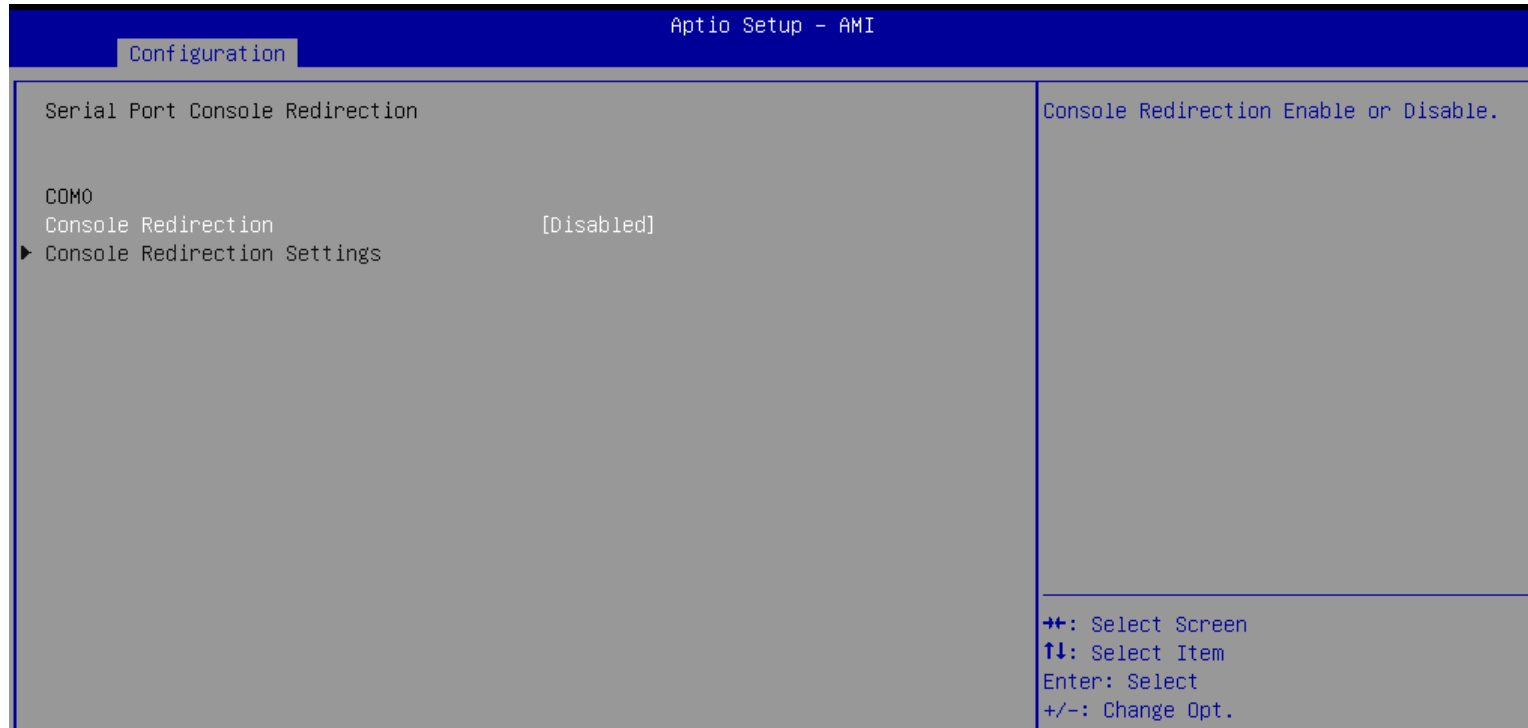 Aptio Setup – AMI
Configuration
Serial Port Console Redirection
COM0
Console Redirection [Disabled]
► Console Redirection Settings
Console Redirection Enable or Disable.
→←: Select Screen
↑↓: Select Item
Enter: Select
+/-: Change Opt.